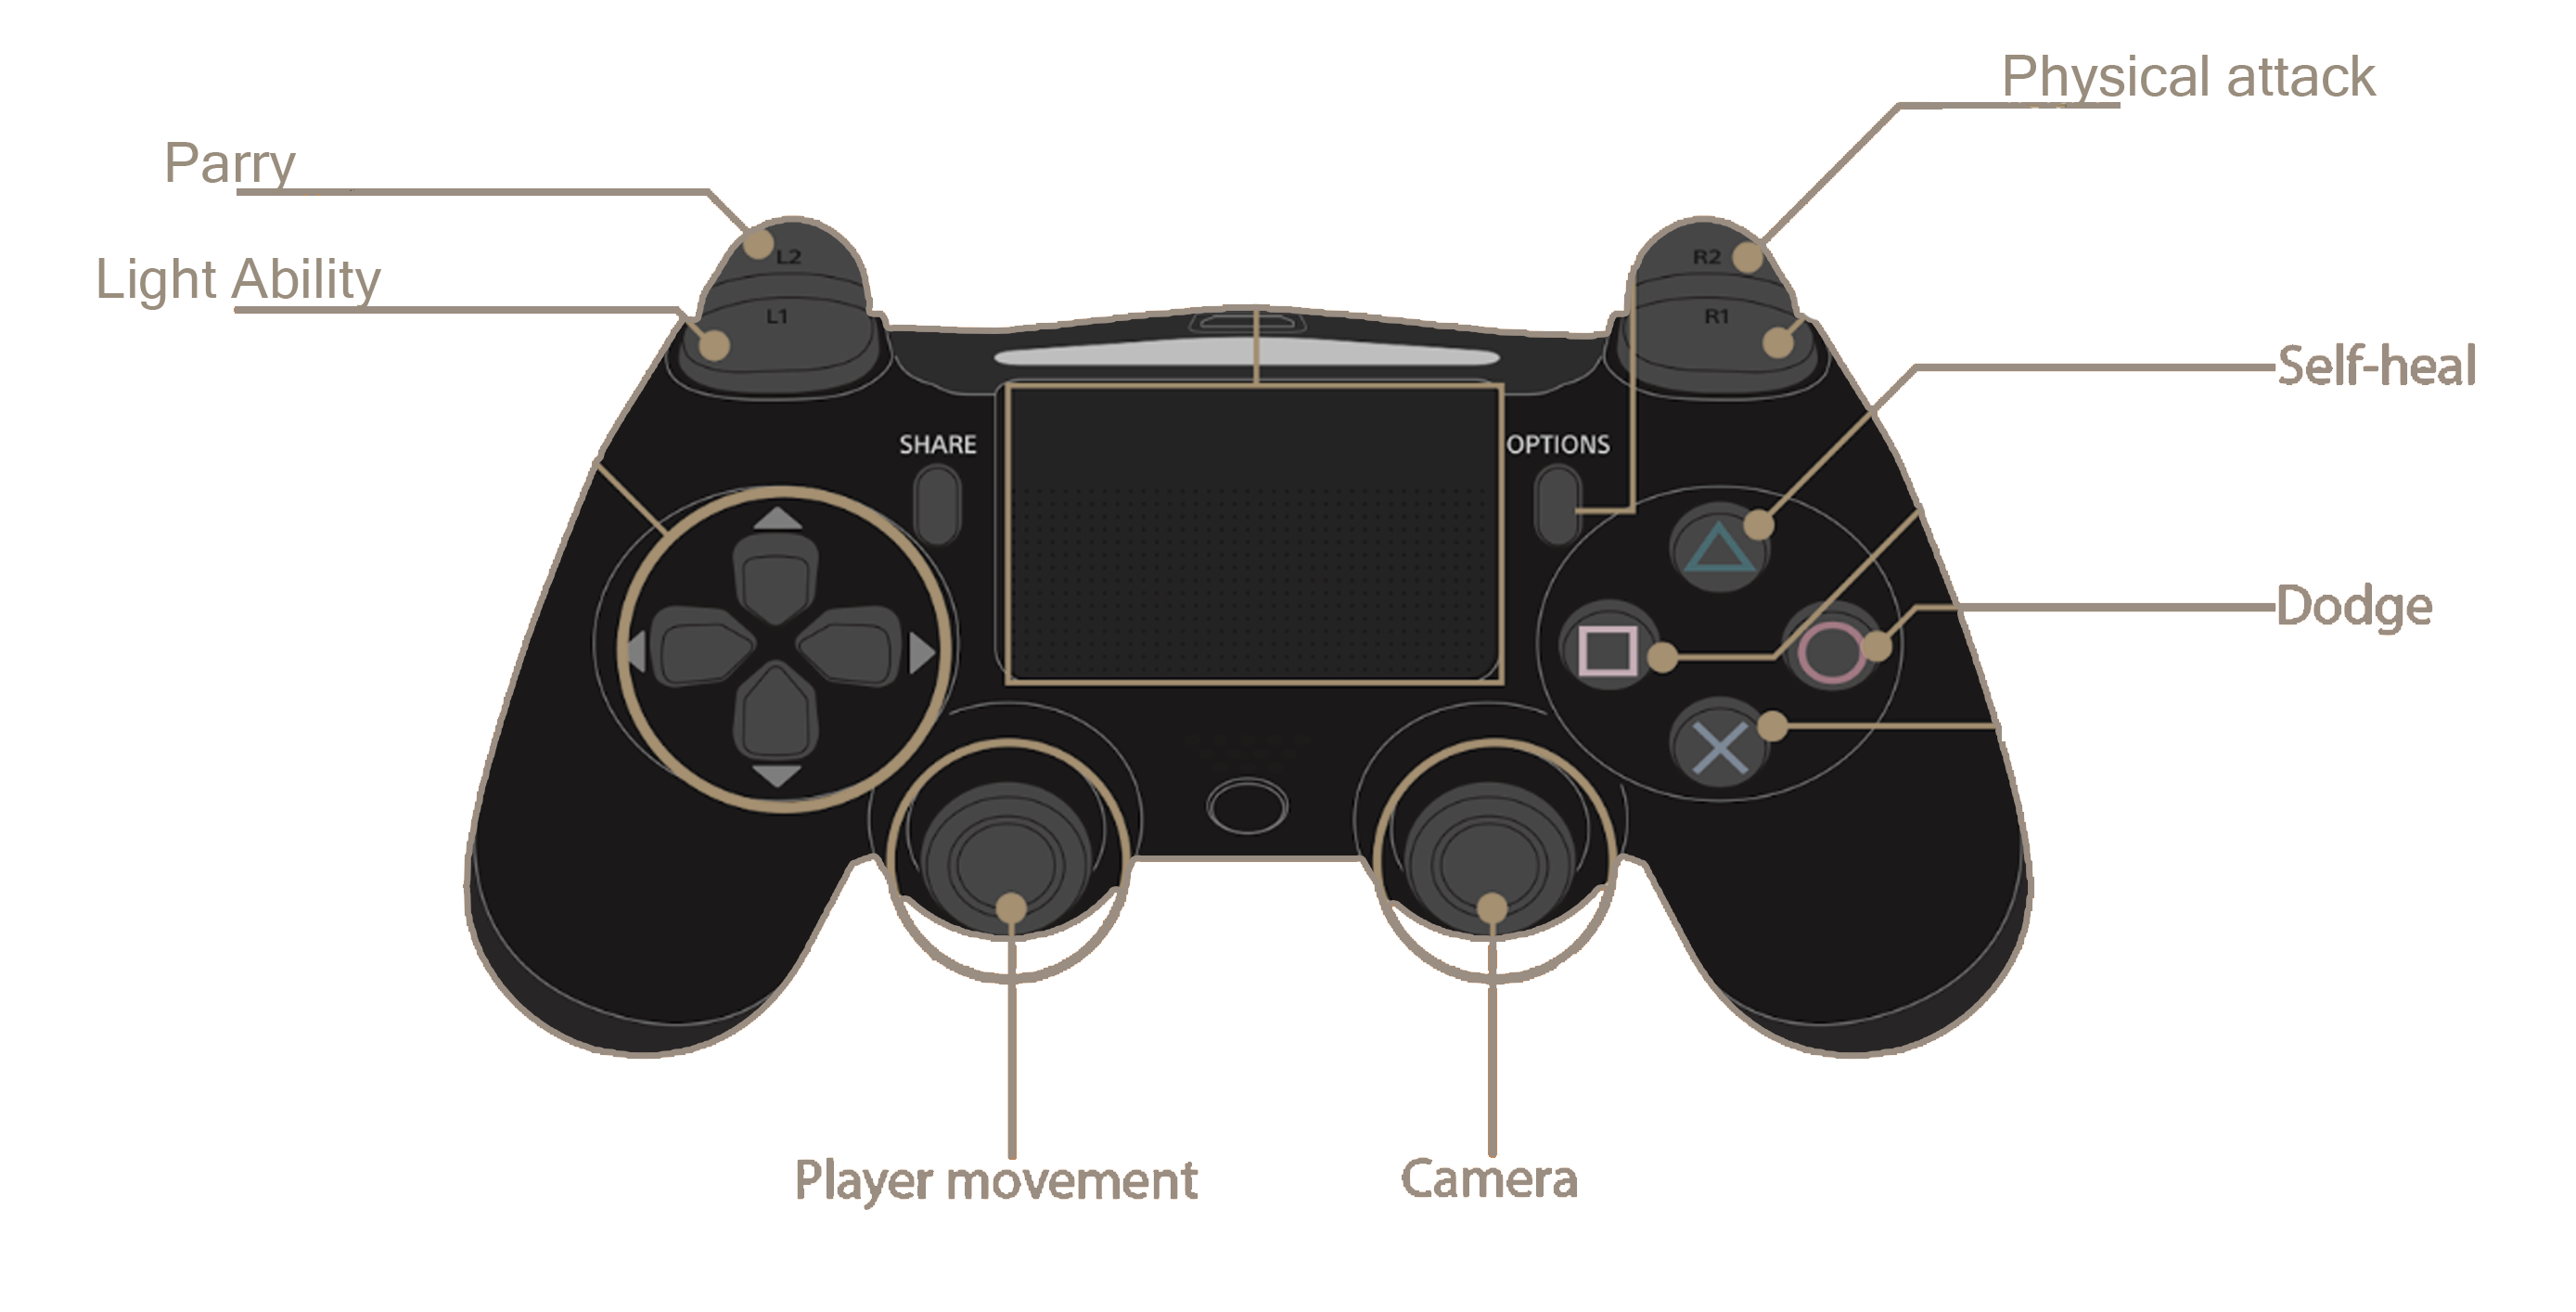 Physical attack
Parry
Light Ability
L2
R2
L1
R1
Self-heal
SHARE
OPTIONS
Dodge
Player movement
Camera